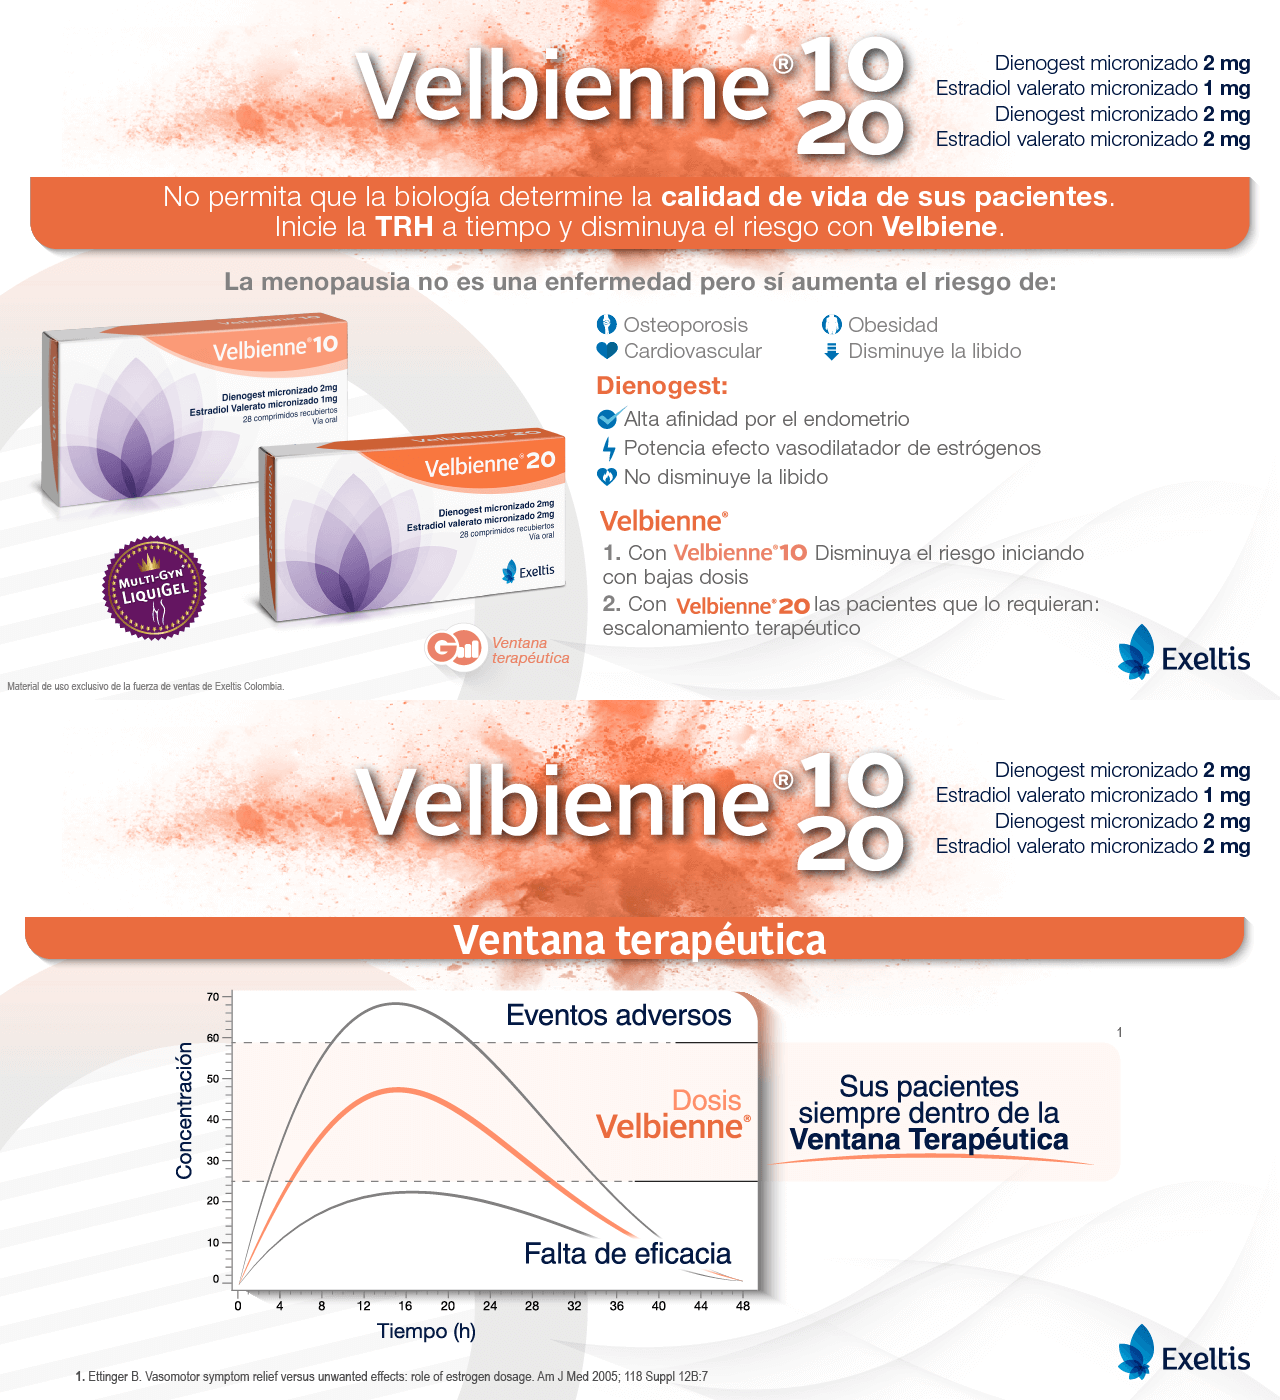 Velbienne® 10
20
Dienogest micronizado 2 mg
Estradiol valerato micronizado 1 mg
Dienogest micronizado 2 mg
Estradiol valerato micronizado 2 mg
No permita que la biología determine la calidad de vida de sus pacientes.
Inicie la TRH a tiempo y disminuya el riesgo con Velbiene.
La menopausia no es una enfermedad pero sí aumenta el riesgo de:
Osteoporosis
Obesidad
Cardiovascular
Disminuye la libido
Dienogest:
Alta afinidad por el endometrio
Potencia efecto vasodilatador de estrógenos
No disminuye la libido
Velbienne®
1. Con Velbienne®10 Disminuya el riesgo iniciando
con bajas dosis
2. Con Velbienne®20 las pacientes que lo requieran:
escalonamiento terapéutico
Velbienne®10
Velbienne®10
Velbienne 10
Dienogest micronizado 2mg
Estradiol Valerato micronizado 1mg
28 comprimidos recubiertos
Vía oral
Velbienne®20
Velbienne®20
Velbienne 20
Dienogest micronizado 2mg
Estradiol valerato micronizado 2mg
28 comprimidos recubiertos
Vía oral
Exeltis
MULTI-GYN
LIQUIGEL
G
Ventana
terapéutica
Exeltis
Material de uso exclusivo de la fuerza de ventas de Exeltis Colombia.
Velbienne® 10
20
Dienogest micronizado 2 mg
Estradiol valerato micronizado 1 mg
Dienogest micronizado 2 mg
Estradiol valerato micronizado 2 mg
Ventana terapéutica
Concentración
70
60
50
40
30
20
10
0
Eventos adversos
Dosis
Velbienne®
Falta de eficacia
0 4 8 12 16 20 24 28 32 36 40 44 48
Tiempo (h)
1
Sus pacientes
siempre dentro de la
Ventana Terapéutica
Exeltis
1. Ettinger B. Vasomotor symptom relief versus unwanted effects: role of estrogen dosage. Am J Med 2005; 118 Suppl 12B:7